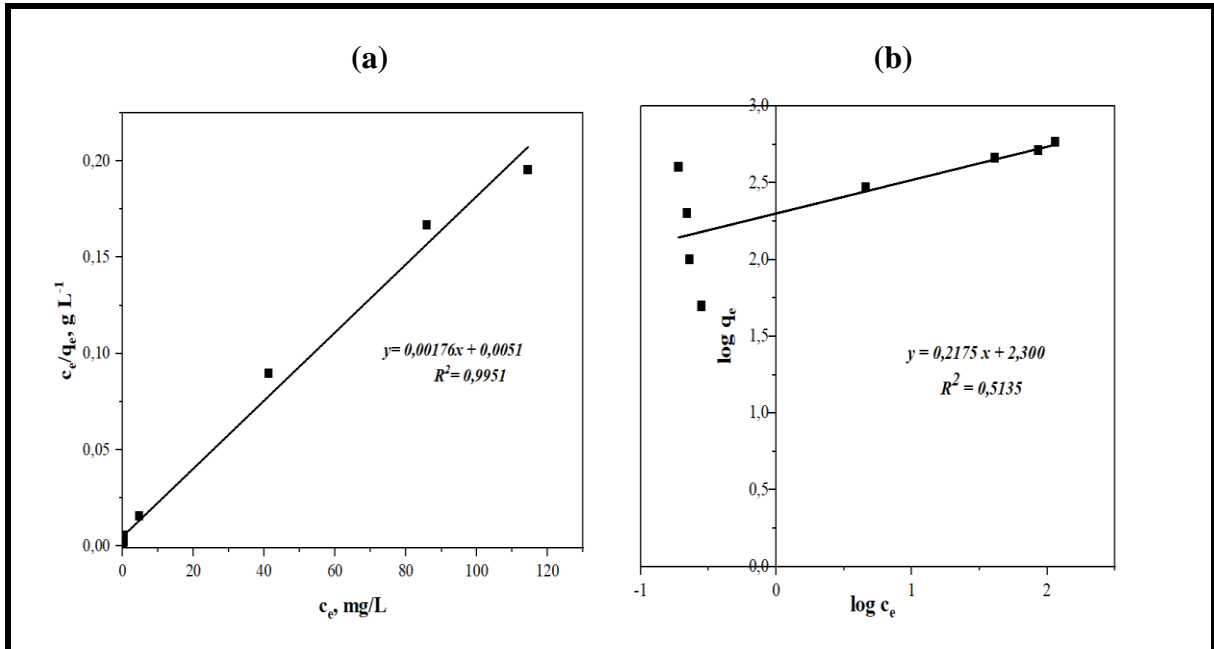 (a)
(b)
0,20
0,15
0,10
0,05
0,00
0
20
40
60
80
100
120
c_e/q_e, g L^-1
c_e, mg/L
y= 0,00176x + 0,0051
R^2= 0,9951
3,0
2,5
2,0
1,5
1,0
0,5
0,0
-1
0
1
2
log q_e
log c_e
y = 0,2175 x + 2,300
R^2 = 0,5135